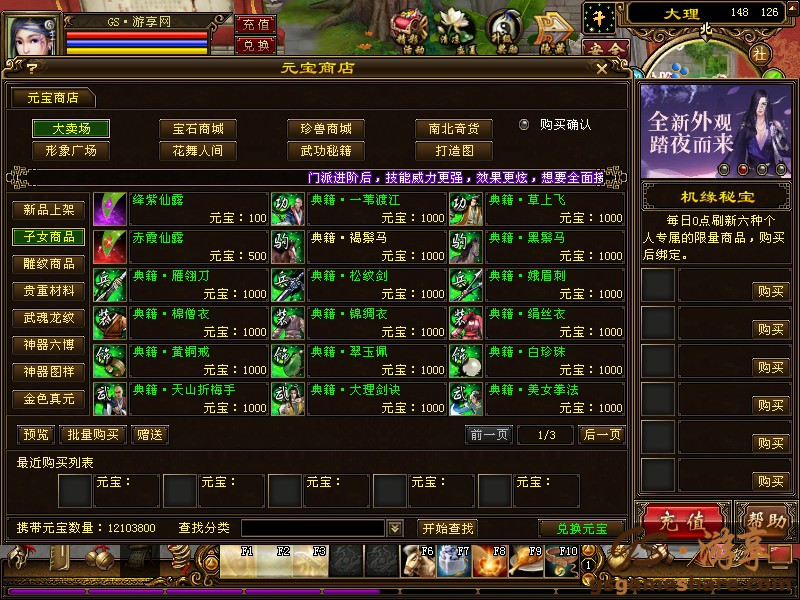 GS·游享网
充值
兑换
大理
148 126
北
安全
社
元宝商店
元宝商店
大卖场
宝石商城
珍兽商城
南北奇货
购买确认
形象广场
花舞人间
武功秘籍
打造图
门派进阶后，技能威力更强，效果更炫，想要全面提
新品上架
子女商品
雕纹商品
贵重材料
武魂龙纹
神器六博
神器图样
金色真元
绛紫仙露
元宝：100
典籍·一苇渡江
元宝：1000
典籍·草上飞
元宝：1000
赤霞仙露
元宝：500
典籍·褐鬃马
元宝：1000
典籍·黑鬃马
元宝：1000
典籍·雁翎刀
元宝：1000
典籍·松纹剑
元宝：1000
典籍·娥眉刺
元宝：1000
典籍·棉僧衣
元宝：1000
典籍·锦绸衣
元宝：1000
典籍·绢丝衣
元宝：1000
典籍·黄铜戒
元宝：1000
典籍·翠玉佩
元宝：1000
典籍·白珍珠
元宝：1000
典籍·天山折梅手
元宝：1000
典籍·大理剑诀
元宝：1000
典籍·美女拳法
元宝：1000
预览
批量购买
赠送
前一页
1/3
后一页
最近购买列表
元宝：
元宝：
元宝：
元宝：
元宝：
携带元宝数量：12103800
查找分类
开始查找
兑换元宝
全新外观
踏夜而来
机缘秘宝
每日0点刷新六种个
人专属的限量商品，购买
后绑定。
购买
购买
购买
购买
购买
购买
充值
帮助
F1
F2
F3
F6
F7
F8
F9
F10
1